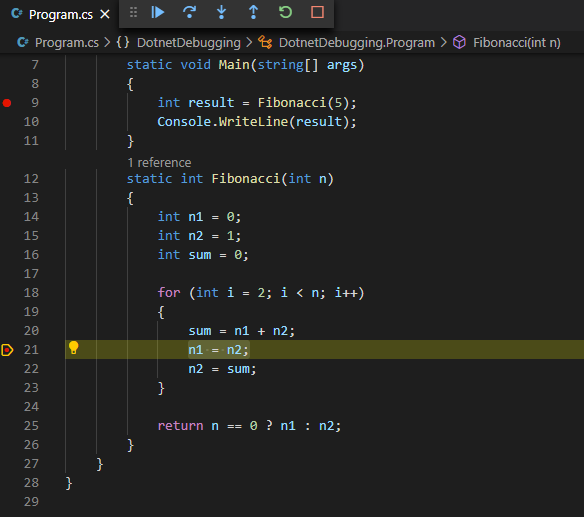 C# Program.cs
C# Program.cs > {} DotnetDebugging > DotnetDebugging.Program > Fibonacci(int n)
7 static void Main(string[] args)
8 {
9 int result = Fibonacci(5);
10 Console.WriteLine(result);
11 }
1 reference
12 static int Fibonacci(int n)
13 {
14 int n1 = 0;
15 int n2 = 1;
16 int sum = 0;
17
18 for (int i = 2; i < n; i++)
19 {
20 sum = n1 + n2;
21 n1 = n2;
22 n2 = sum;
23 }
24
25 return n == 0 ? n1 : n2;
26 }
27 }
28 }
29